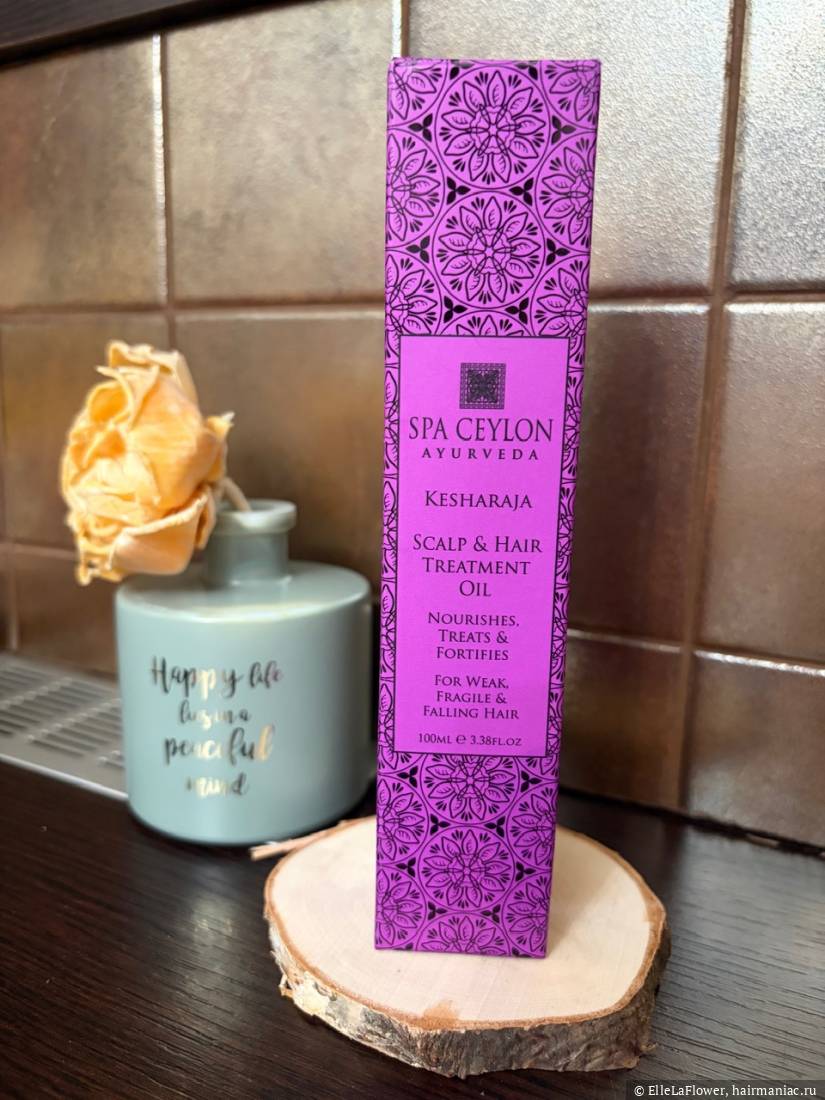 SPA CEYLON
AYURVEDA
KESHARAJA
SCALP & HAIR
TREATMENT
OIL
NOURISHES,
TREATS &
FORTIFIES
FOR WEAK,
FRAGILE &
FALLING HAIR
100ML ℮ 3.38FL.OZ
Happy life
lies in a
peaceful
mind
© ElleLaFlower, hairmaniac.ru